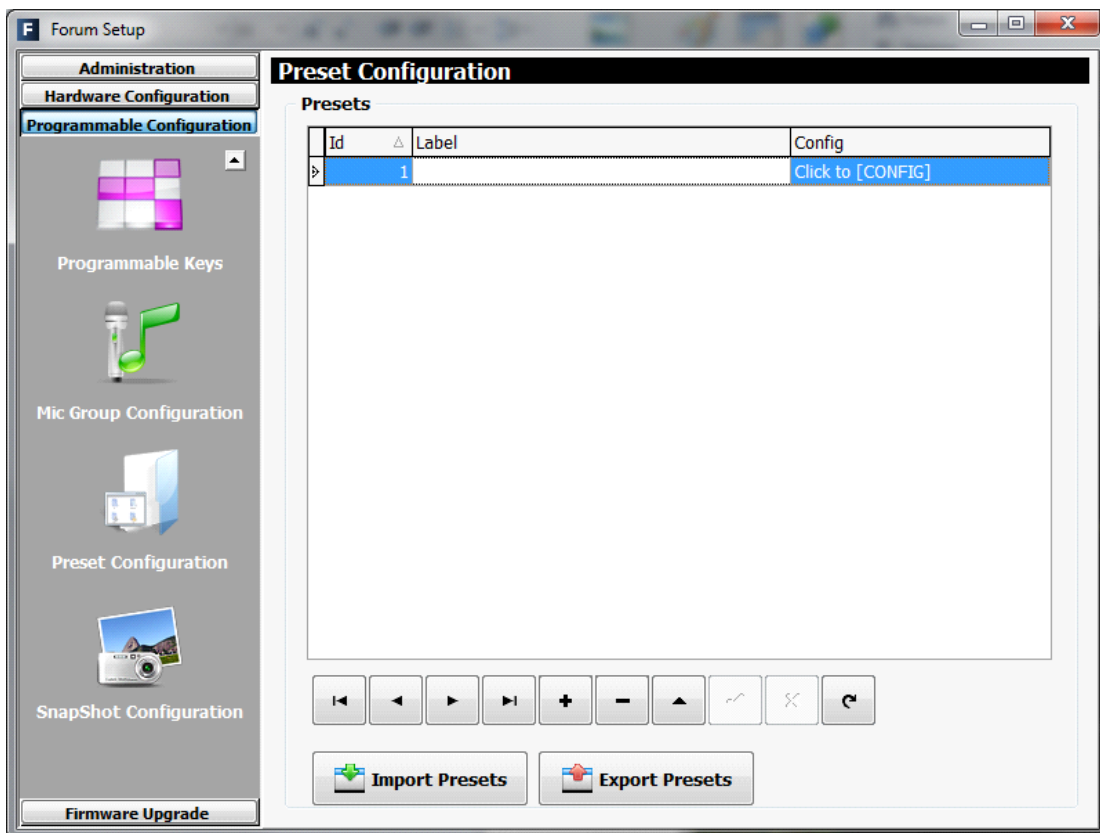 F Forum Setup
Administration
Hardware Configuration
Programmable Configuration
Programmable Keys
Mic Group Configuration
Preset Configuration
SnapShot Configuration
Firmware Upgrade
Preset Configuration
Presets
Id Label Config
1 Click to [CONFIG]
Import Presets Export Presets